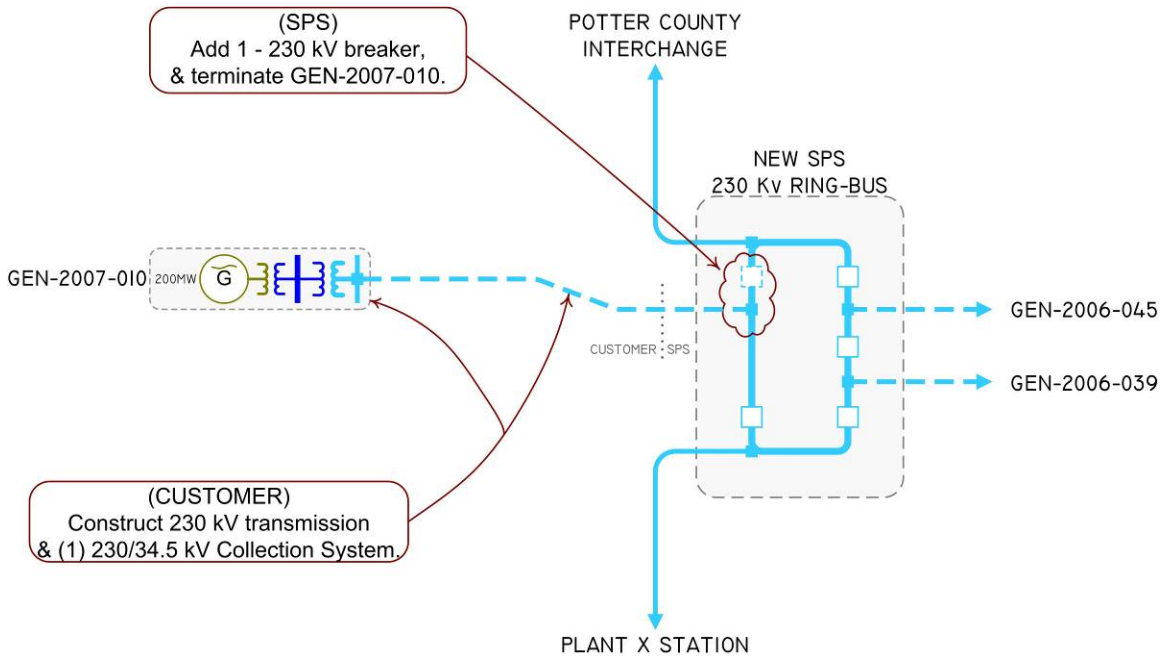 (SPS)
Add 1 - 230 kV breaker,
& terminate GEN-2007-010.
POTTER COUNTY
INTERCHANGE
NEW SPS
230 Kv RING-BUS
GEN-2007-010
200MW
G
GEN-2006-045
CUSTOMER
SPS
GEN-2006-039
(CUSTOMER)
Construct 230 kV transmission
& (1) 230/34.5 kV Collection System.
PLANT X STATION